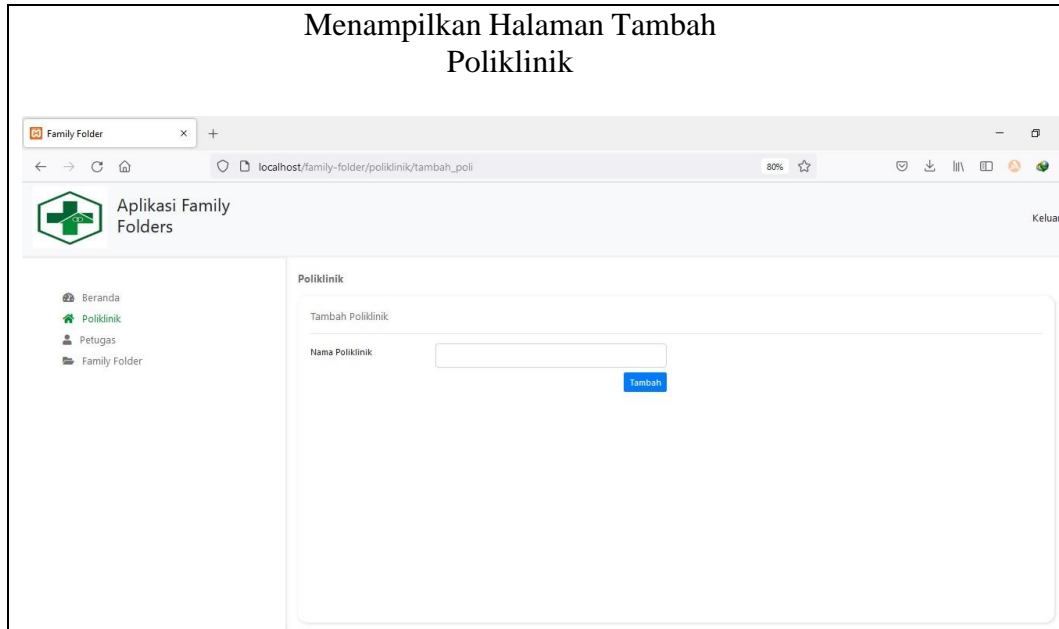 Menampilkan Halaman Tambah
Poliklinik
Family Folder
localhost/family-folder/poliklinik/tambah_poli
80%
Aplikasi Family
Folders
Keluar
Poliklinik
Beranda
Poliklinik
Petugas
Family Folder
Tambah Poliklinik
Nama Poliklinik
Tambah